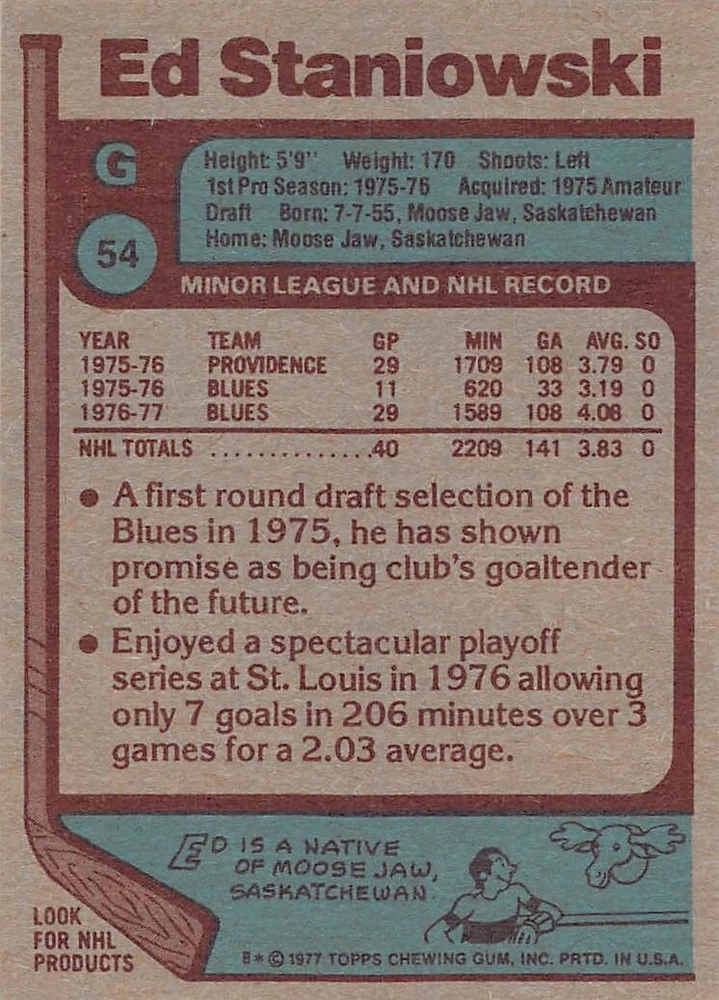 Ed Staniowski
G
54
Height: 5'9" Weight: 170 Shoots: Left
1st Pro Season: 1975-76 Acquired: 1975 Amateur
Draft Born: 7-7-55, Moose Jaw, Saskatchewan
Home: Moose Jaw, Saskatchewan
MINOR LEAGUE AND NHL RECORD
YEAR TEAM GP MIN GA AVG. SO
1975-76 PROVIDENCE 29 1709 108 3.79 0
1975-76 BLUES 11 620 33 3.19 0
1976-77 BLUES 29 1589 108 4.08 0
NHL TOTALS ..............40 2209 141 3.83 0
● A first round draft selection of the
Blues in 1975, he has shown
promise as being club's goaltender
of the future.
● Enjoyed a spectacular playoff
series at St. Louis in 1976 allowing
only 7 goals in 206 minutes over 3
games for a 2.03 average.
ED IS A NATIVE
OF MOOSE JAW,
SASKATCHEWAN.
LOOK
FOR NHL
PRODUCTS
B*© 1977 TOPPS CHEWING GUM, INC. PRTD. IN U.S.A.